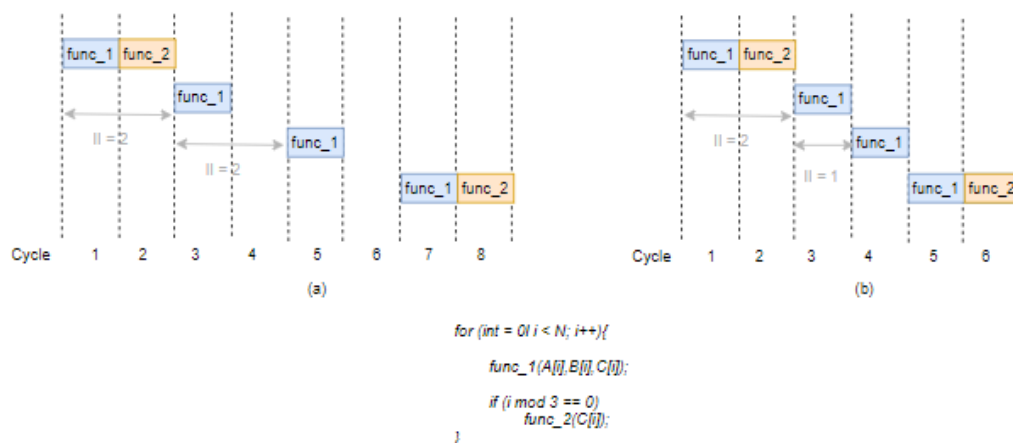 func_1 func_2
func_1
II = 2
func_1
II = 2
func_1 func_2
Cycle 1 2 3 4 5 6 7 8
(a)
func_1 func_2
func_1
II = 2
func_1
II = 1
func_1 func_2
Cycle 1 2 3 4 5 6
(b)
for (int = 0l i < N; i++){
func_1(A[i],B[i],C[i]);
if (i mod 3 == 0)
func_2(C[i]);
}